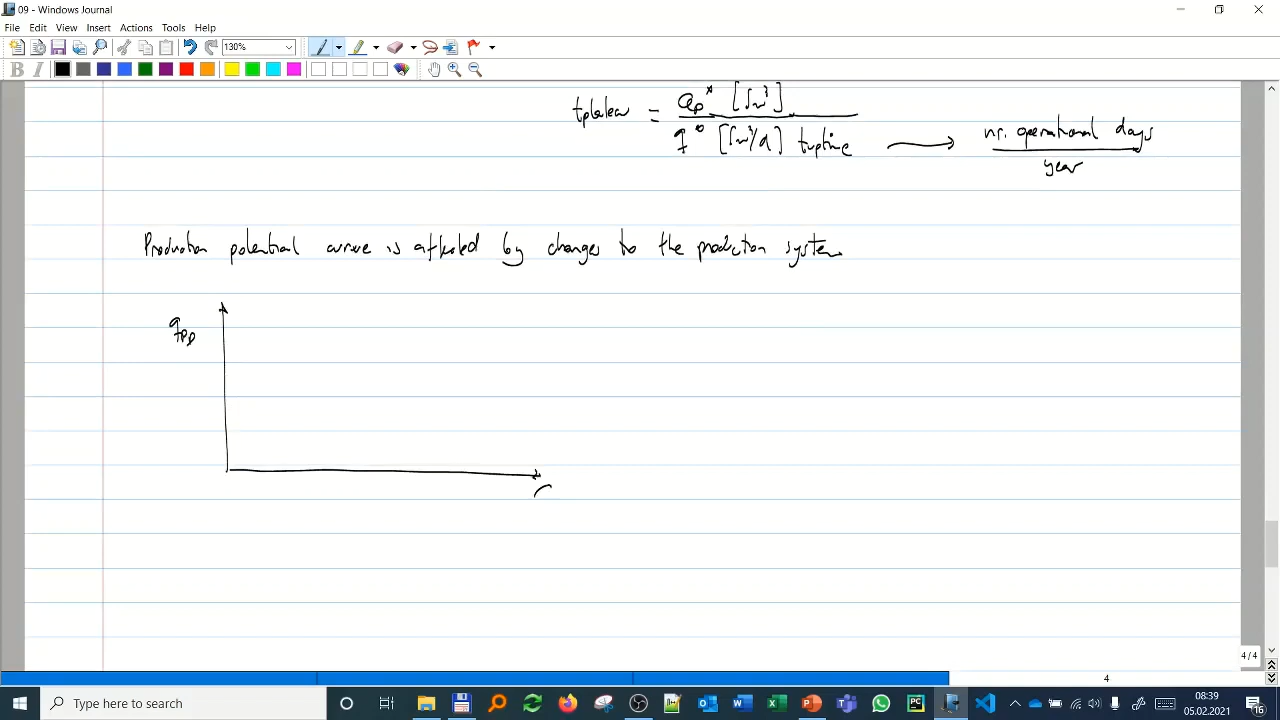 09 - Windows Journal
File Edit View Insert Actions Tools Help
130%
B I
tplateau = Gp* [Sm³]
q° [Sm³/d] tuptime
nr. operational days
year
Production potential curve is affected by changes to the production system
qpp
4 / 4
4
Type here to search
08:39
05.02.2021
16